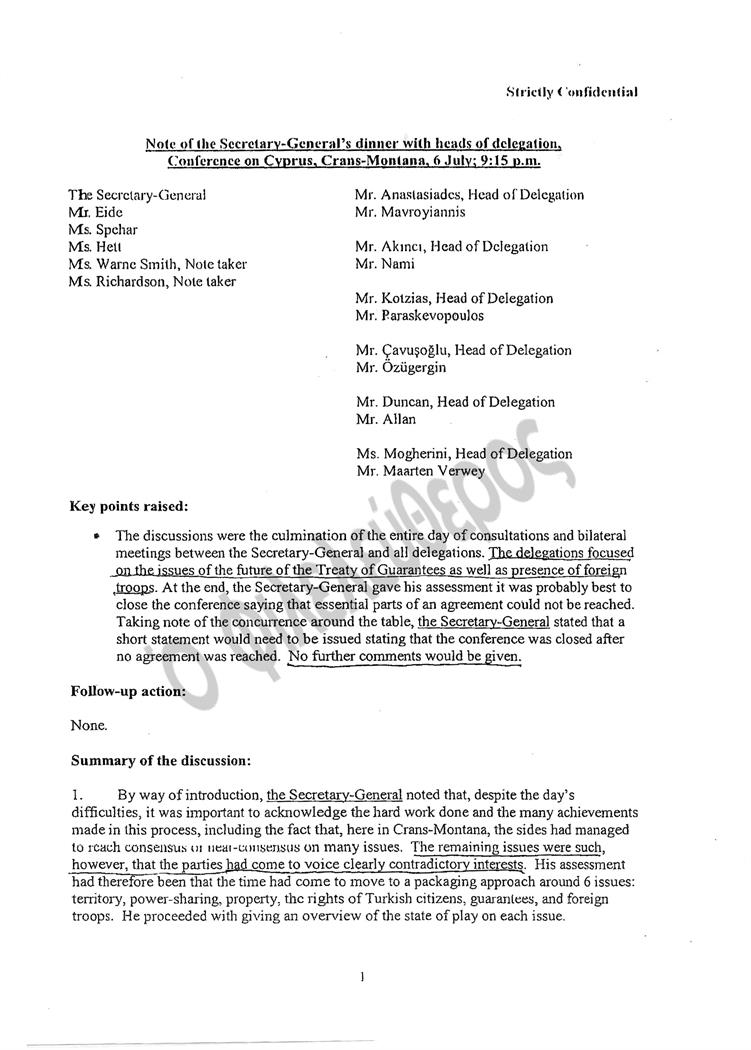 Strictly Confidential
Note of the Secretary-General's dinner with heads of delegation,
Conference on Cyprus, Crans-Montana, 6 July; 9:15 p.m.
The Secretary-General
Mr. Eide
Ms. Spehar
Ms. Hett
Ms. Warne Smith, Note taker
Ms. Richardson, Note taker
Mr. Anastasiades, Head of Delegation
Mr. Mavroyiannis
Mr. Akıncı, Head of Delegation
Mr. Nami
Mr. Kotzias, Head of Delegation
Mr. Paraskevopoulos
Mr. Çavuşoğlu, Head of Delegation
Mr. Özügergin
Mr. Duncan, Head of Delegation
Mr. Allan
Ms. Mogherini, Head of Delegation
Mr. Maarten Verwey
Ο Φιλελεύθερος
Key points raised:
• The discussions were the culmination of the entire day of consultations and bilateral
meetings between the Secretary-General and all delegations. The delegations focused
on the issues of the future of the Treaty of Guarantees as well as presence of foreign
troops. At the end, the Secretary-General gave his assessment it was probably best to
close the conference saying that essential parts of an agreement could not be reached.
Taking note of the concurrence around the table, the Secretary-General stated that a
short statement would need to be issued stating that the conference was closed after
no agreement was reached. No further comments would be given.
Follow-up action:
None.
Summary of the discussion:
1. By way of introduction, the Secretary-General noted that, despite the day's
difficulties, it was important to acknowledge the hard work done and the many achievements
made in this process, including the fact that, here in Crans-Montana, the sides had managed
to reach consensus or near-consensus on many issues. The remaining issues were such,
however, that the parties had come to voice clearly contradictory interests. His assessment
had therefore been that the time had come to move to a packaging approach around 6 issues:
territory, power-sharing, property, the rights of Turkish citizens, guarantees, and foreign
troops. He proceeded with giving an overview of the state of play on each issue.
1